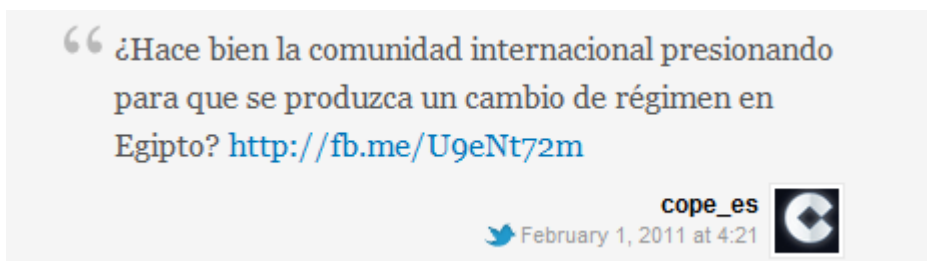 ¿Hace bien la comunidad internacional presionando
para que se produzca un cambio de régimen en
Egipto? http://fb.me/U9eNt72m
cope_es
February 1, 2011 at 4:21